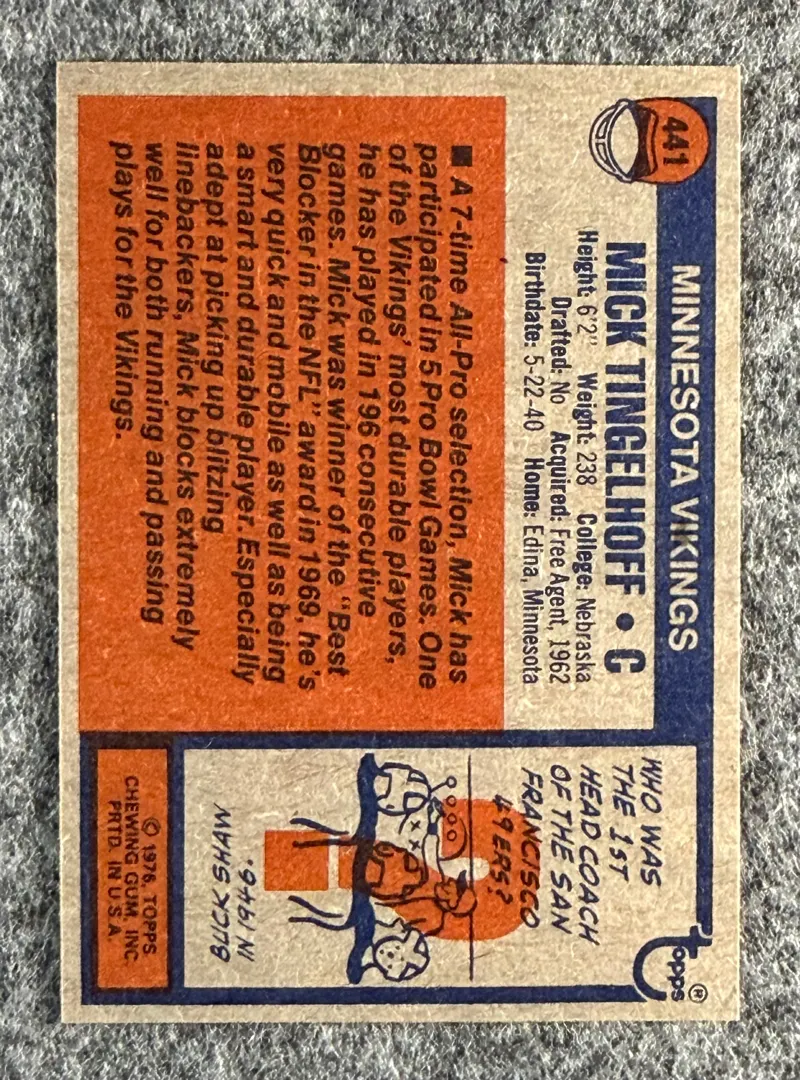 441
MINNESOTA VIKINGS
MICK TINGELHOFF • C
Height: 6'2" Weight: 238 College: Nebraska
Drafted: No Acquired: Free Agent, 1962
Birthdate: 5-22-40 Home: Edina, Minnesota
■ A 7-time All-Pro selection, Mick has
participated in 5 Pro Bowl Games. One
of the Vikings' most durable players,
he has played in 196 consecutive
games. Mick was winner of the "Best
Blocker in the NFL" award in 1969, he's
very quick and mobile as well as being
a smart and durable player. Especially
adept at picking up blitzing
linebackers, Mick blocks extremely
well for both running and passing
plays for the Vikings.
topps®
WHO WAS
THE 1ST
HEAD COACH
OF THE SAN
FRANCISCO
49ERS?
BUCK SHAW
IN 1946.
© 1976, TOPPS
CHEWING GUM, INC.
PRTD. IN U.S.A.